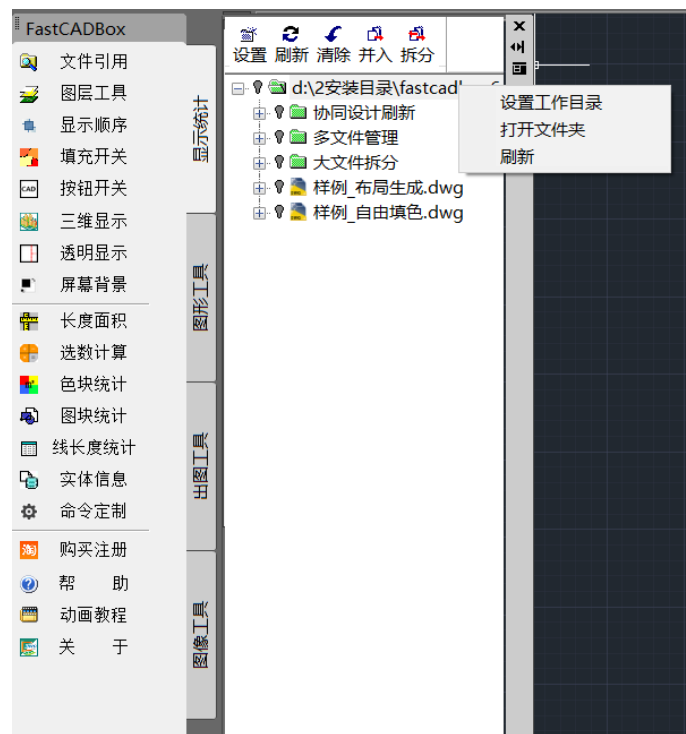 FastCADBox
文件引用
图层工具
显示顺序
填充开关
CAD 按钮开关
三维显示
透明显示
屏幕背景
长度面积
选数计算
色块统计
图块统计
线长度统计
实体信息
命令定制
淘 购买注册
帮 助
动画教程
关 于
显示统计
图形工具
出图工具
图像工具
设置 刷新 清除 并入 拆分
d:\2安装目录\fastcad
协同设计刷新
多文件管理
大文件拆分
样例_布局生成.dwg
样例_自由填色.dwg
设置工作目录
打开文件夹
刷新